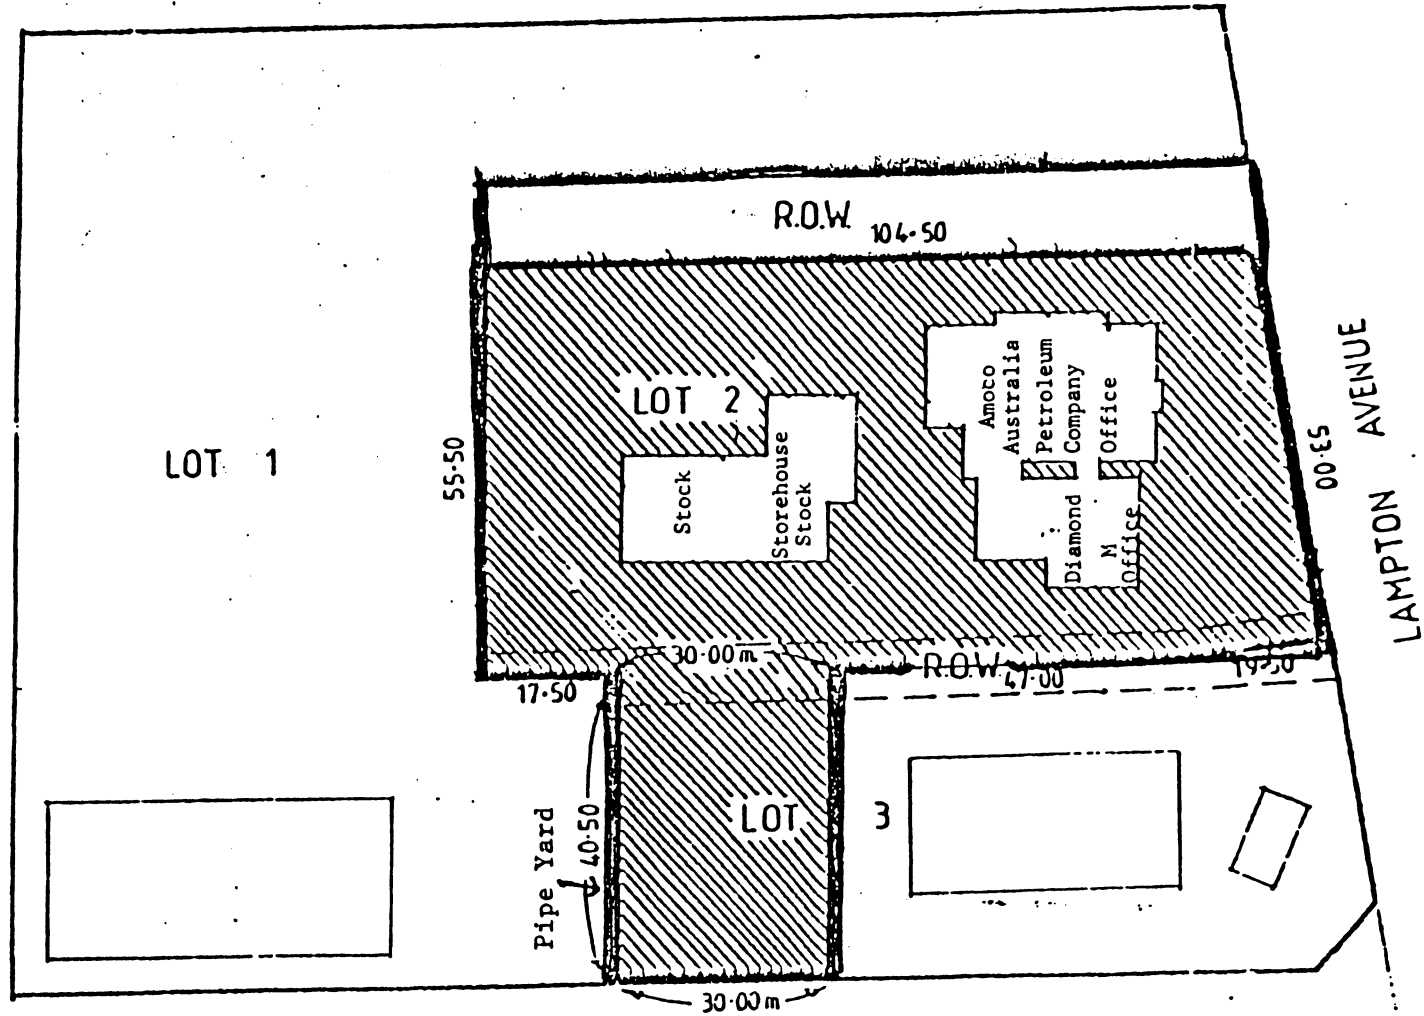 R.O.W.
104·50
LOT 2
LOT 1
55·50
Stock
Storehouse
Stock
Amoco
Australia
Petroleum
Company
Office
Diamond
M
Office
53·00
LAMPTON AVENUE
30·00m
R.O.W.
47·00
17·50
40·50
Pipe Yard
LOT 3
30·00m